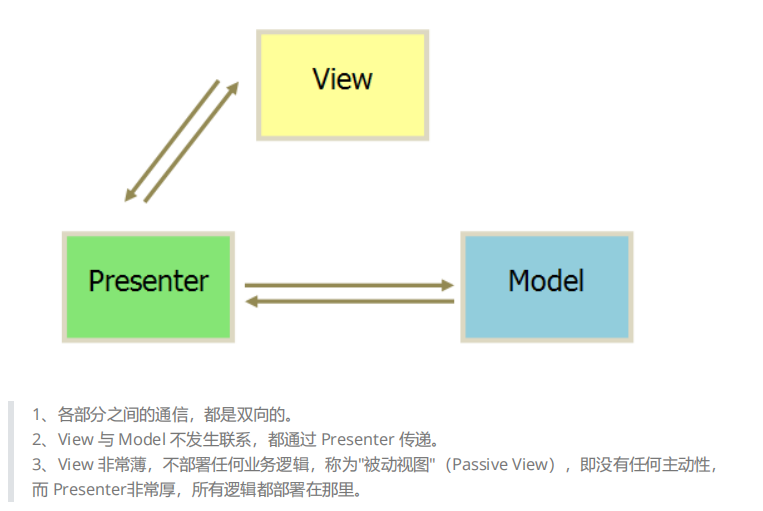 View
Presenter
Model
1、各部分之间的通信，都是双向的。
2、View 与 Model 不发生联系，都通过 Presenter 传递。
3、View 非常薄，不部署任何业务逻辑，称为"被动视图"（Passive View），即没有任何主动性，
而 Presenter非常厚，所有逻辑都部署在那里。